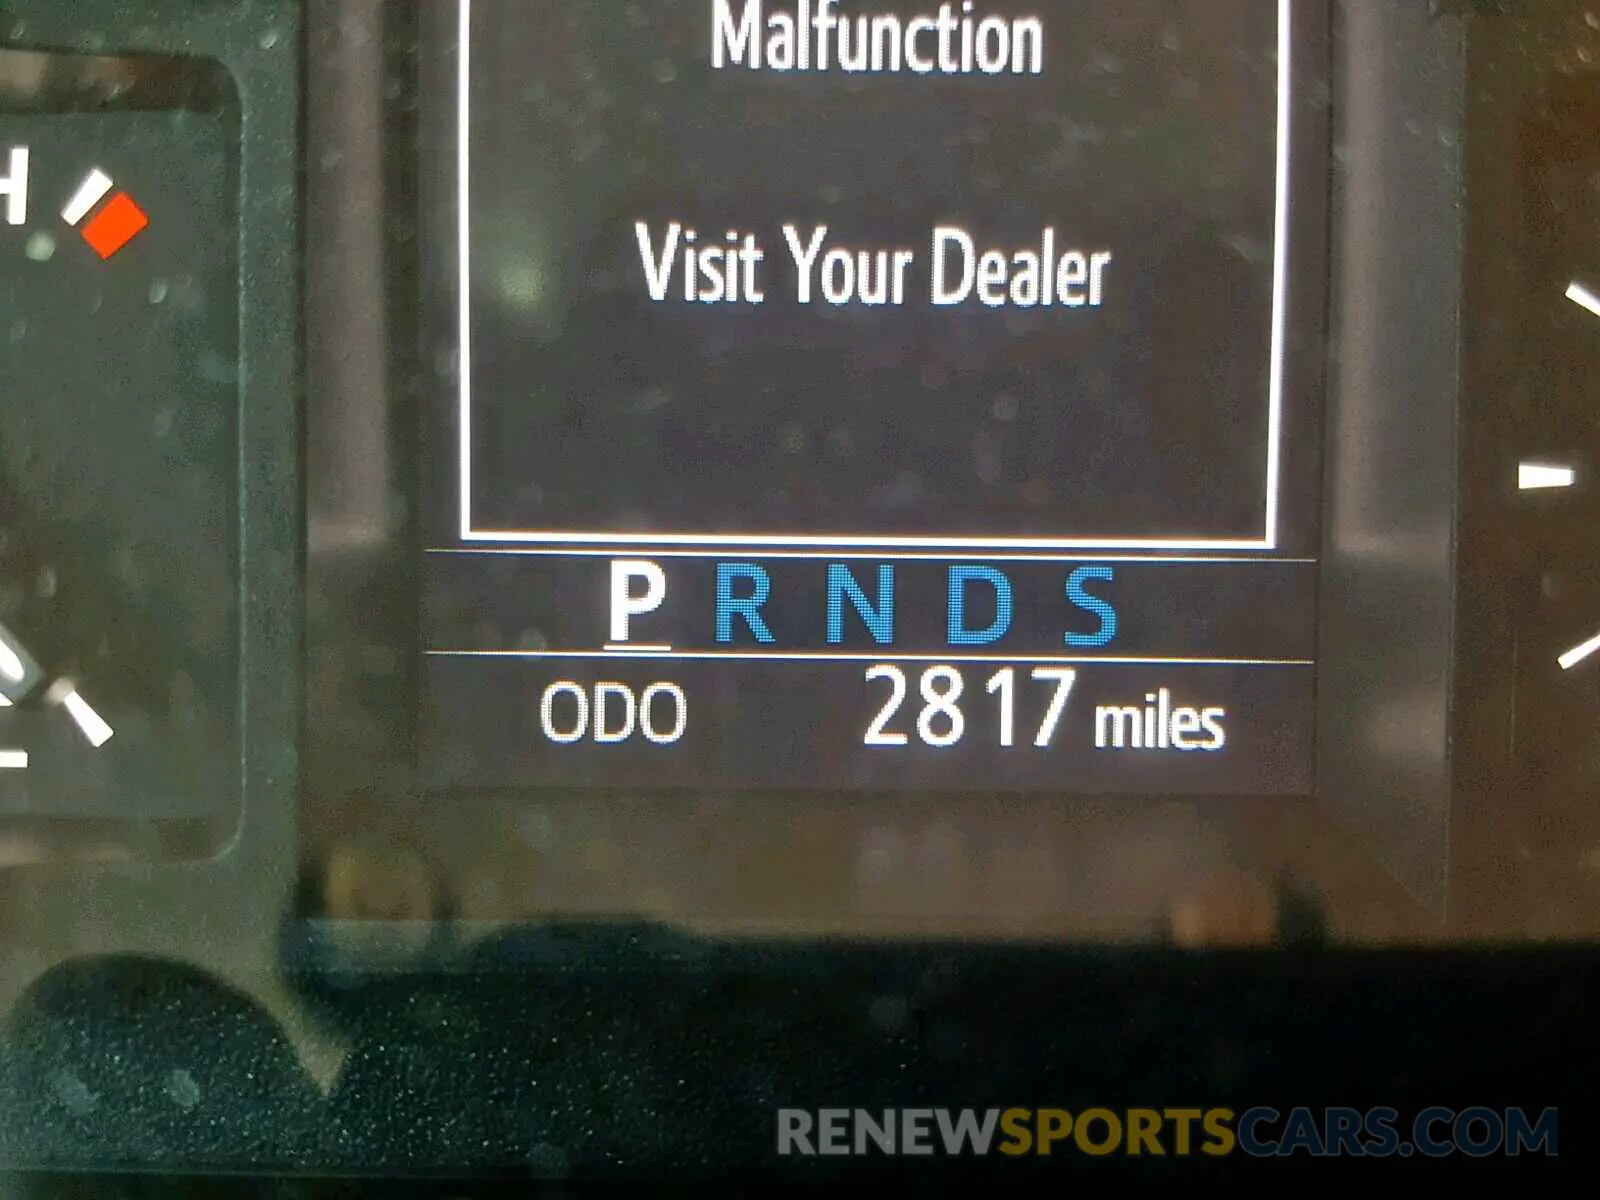 Malfunction
Visit Your Dealer
H
P R N D S
ODO 2817 miles
RENEWSPORTSCARS.COM